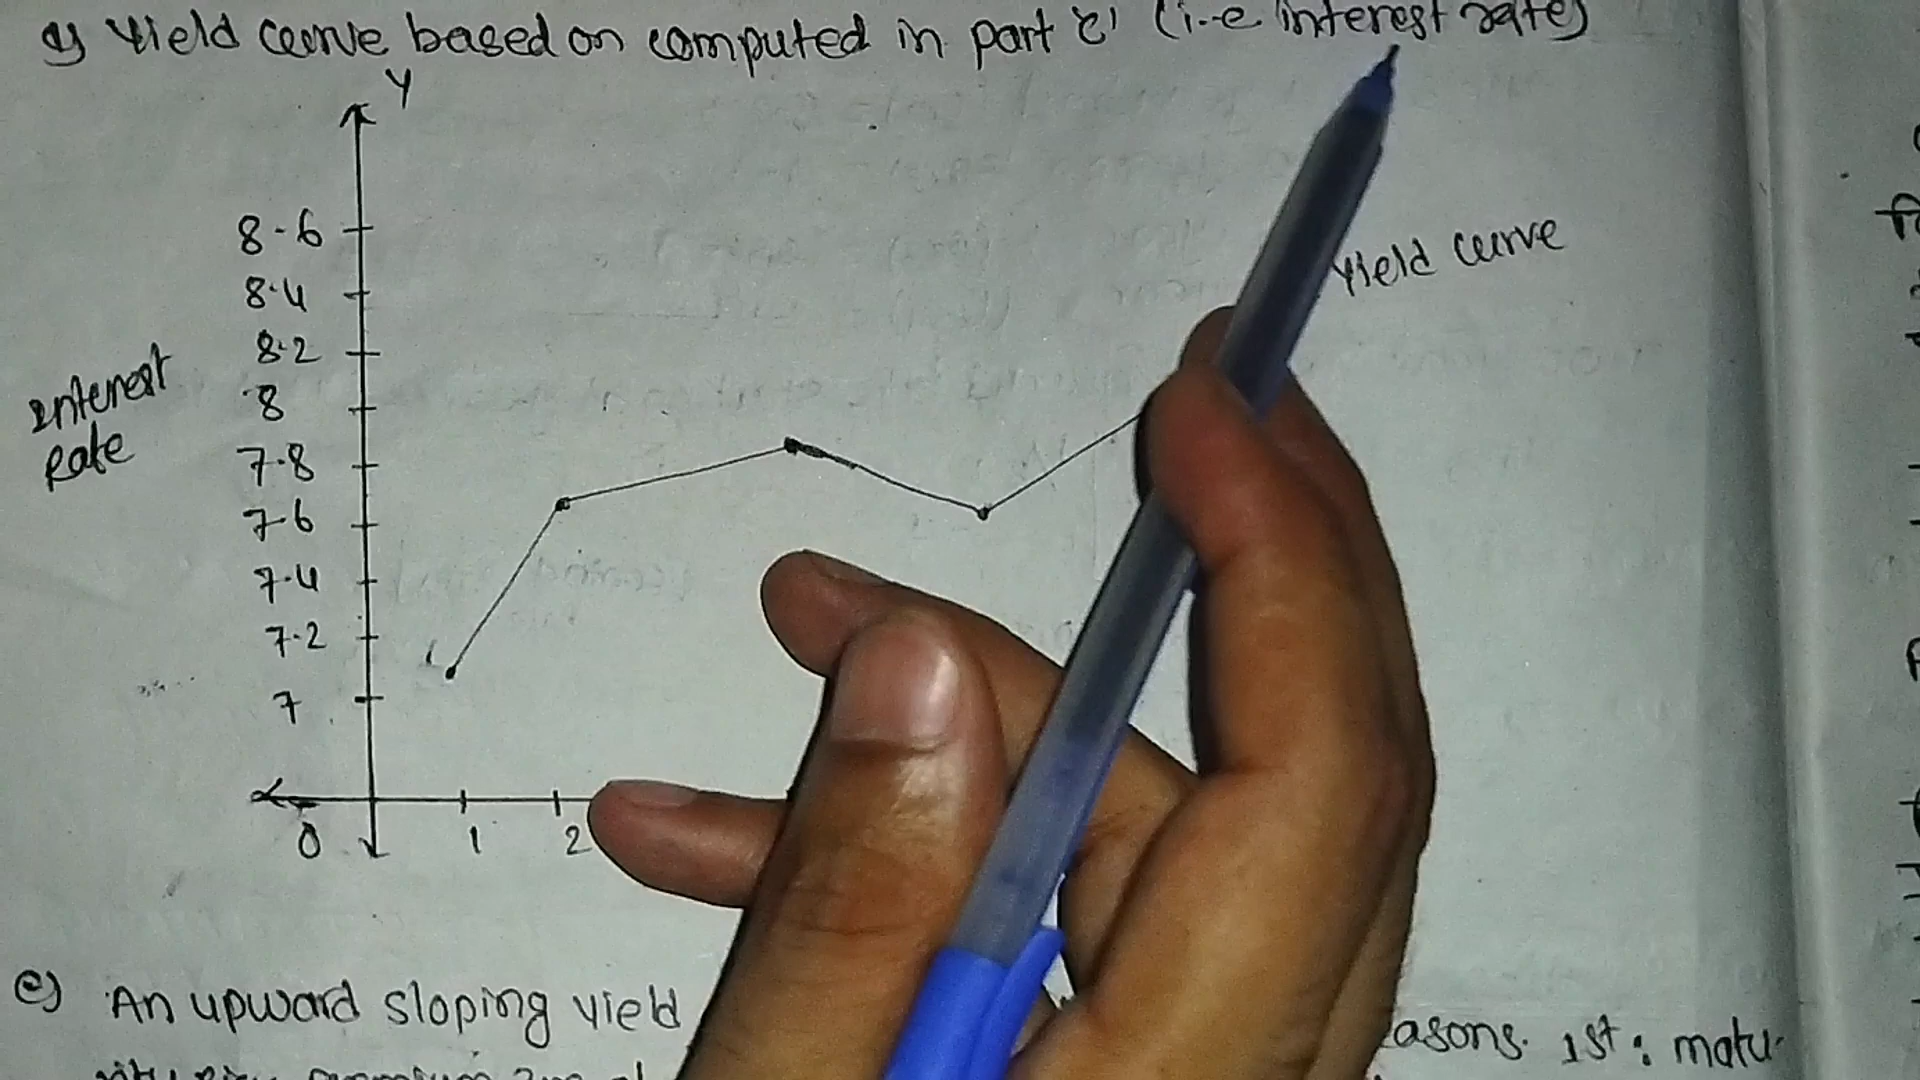 Yield curve based on computed in part 'c' (i.e interest rate)
Y
8.6
8.4
8.2
8
7.8
7.6
7.4
7.2
7
Interest
Rate
Yield curve
0 1 2
e) An upward sloping yield
easons. 1st : matu-